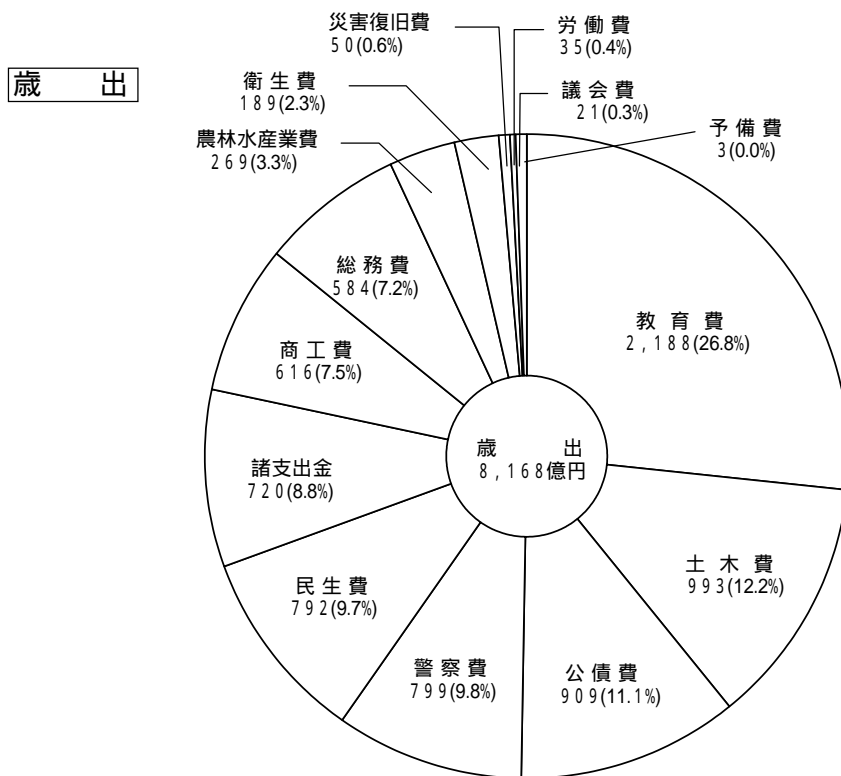 歳 出
災害復旧費
50(0.6%)
労働費
35(0.4%)
衛生費
189(2.3%)
議会費
21(0.3%)
農林水産業費
269(3.3%)
予備費
3(0.0%)
総務費
584(7.2%)
教育費
2,188(26.8%)
商工費
616(7.5%)
歳 出
8,168億円
諸支出金
720(8.8%)
土木費
993(12.2%)
民生費
792(9.7%)
警察費
799(9.8%)
公債費
909(11.1%)